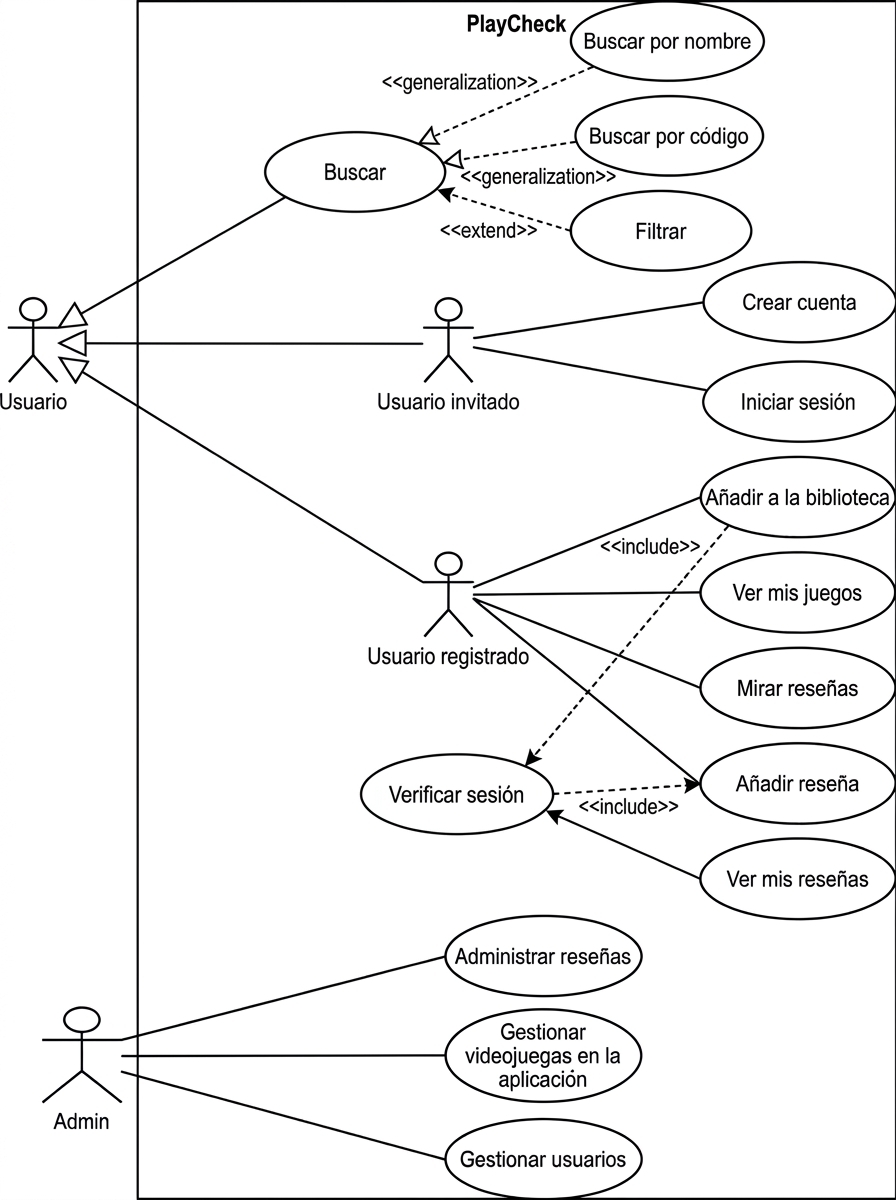 PlayCheck
Buscar por nombre
<<generalization>>
Buscar por código
Buscar
<<generalization>>
<<extend>>
Filtrar
Crear cuenta
Usuario
Usuario invitado
Iniciar sesión
Añadir a la biblioteca
<<include>>
Ver mis juegos
Usuario registrado
Mirar reseñas
Añadir reseña
Verificar sesión
<<include>>
Ver mis reseñas
Administrar reseñas
Gestionar
videojuegas en la
aplicación
Admin
Gestionar usuarios